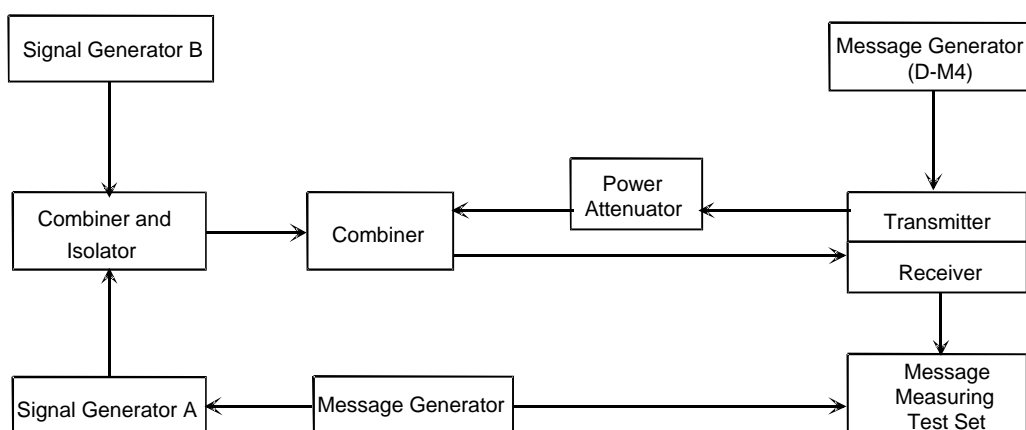 Signal Generator B
Message Generator
(D-M4)
Power
Attenuator
Combiner and
Isolator
Combiner
Transmitter
Receiver
Signal Generator A
Message Generator
Message
Measuring
Test Set